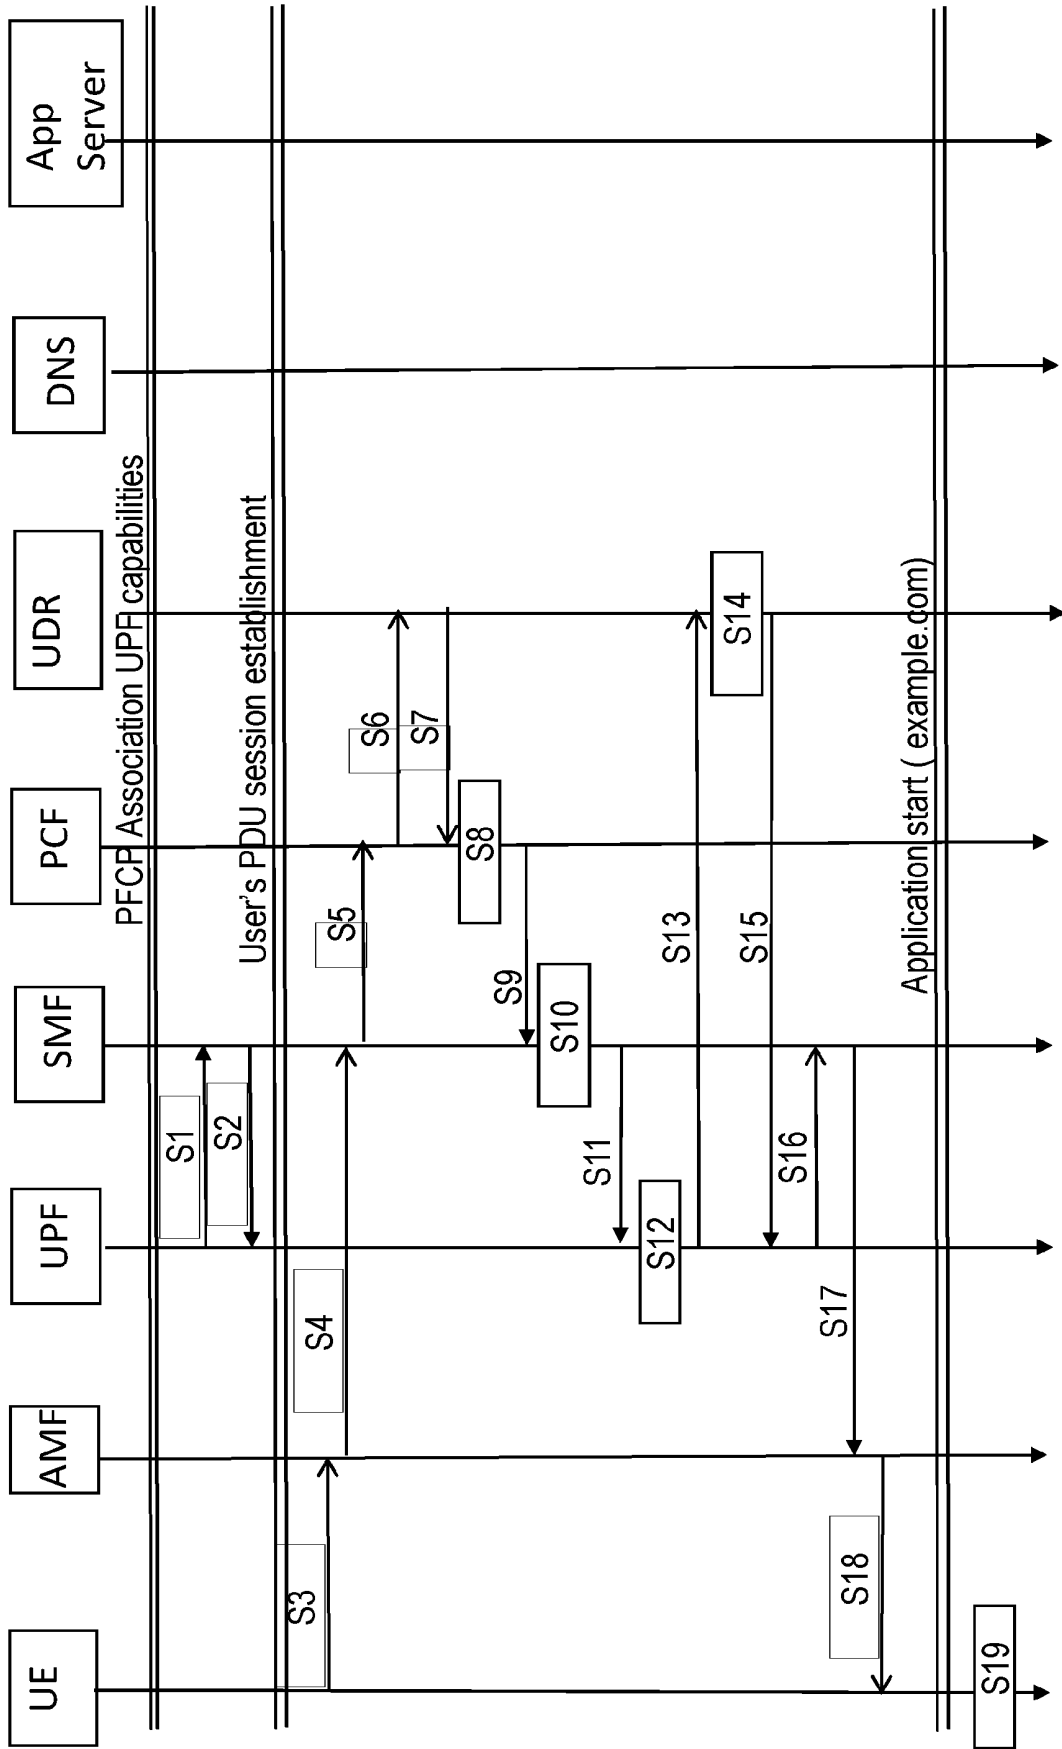 UE
AMF
UPF
SMF
PCF
UDR
DNS
App
Server
PFCP Association UPF capabilities
S1
S2
User's PDU session establishment
S3
S4
S5
S6
S7
S8
S9
S10
S11
S12
S13
S14
S15
S16
S17
S18
Application start ( example.com)
S19